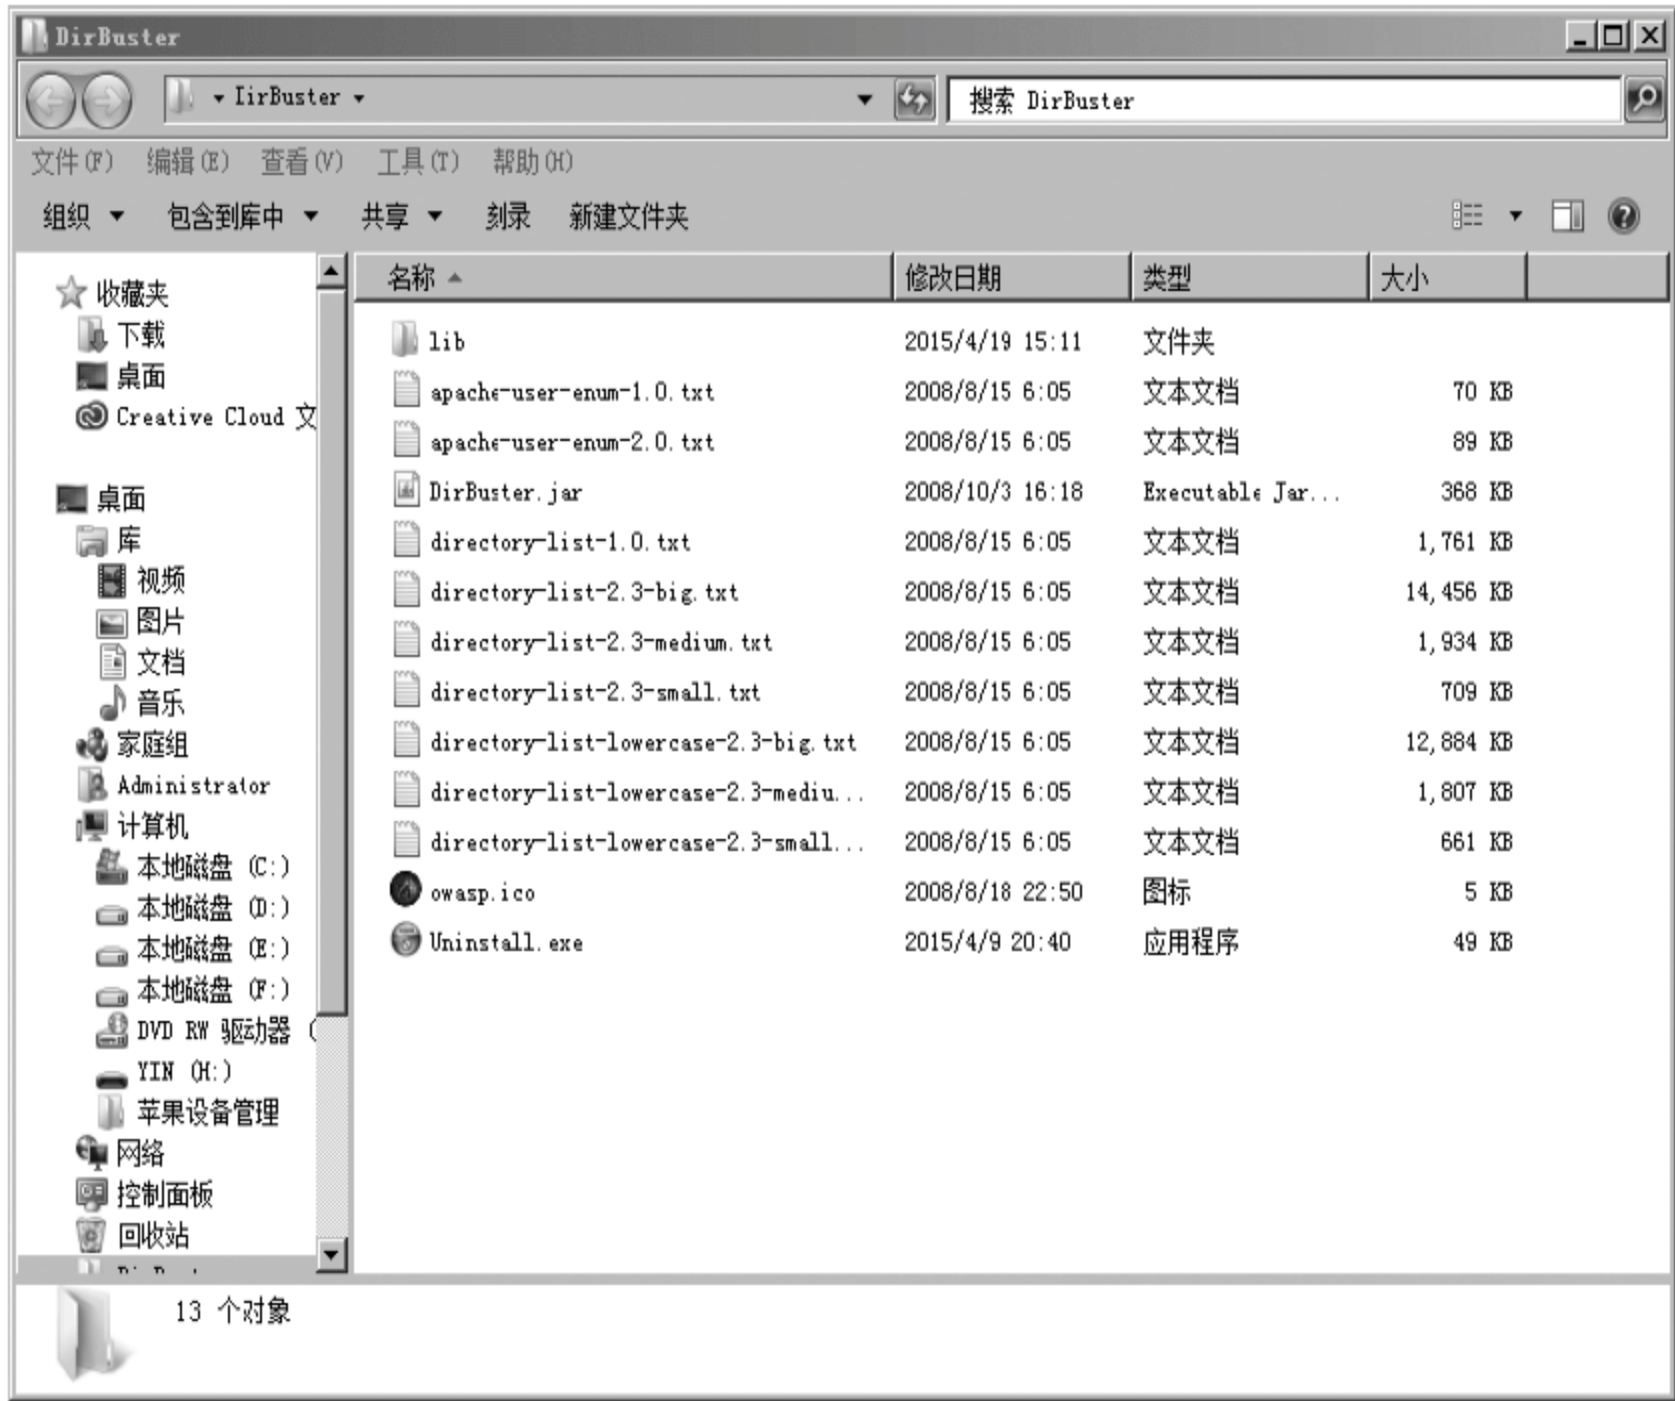 DirBuster
IirBuster
搜索 DirBuster
文件(F) 编辑(E) 查看(V) 工具(T) 帮助(H)
组织 包含到库中 共享 刻录 新建文件夹
收藏夹
下载
桌面
Creative Cloud 文
桌面
库
视频
图片
文档
音乐
家庭组
Administrator
计算机
本地磁盘 (C:)
本地磁盘 (D:)
本地磁盘 (E:)
本地磁盘 (F:)
DVD RW 驱动器 (
YIN (H:)
苹果设备管理
网络
控制面板
回收站
名称 修改日期 类型 大小
lib 2015/4/19 15:11 文件夹
apache-user-enum-1.0.txt 2008/8/15 6:05 文本文档 70 KB
apache-user-enum-2.0.txt 2008/8/15 6:05 文本文档 89 KB
DirBuster.jar 2008/10/3 16:18 Executable Jar... 368 KB
directory-list-1.0.txt 2008/8/15 6:05 文本文档 1,761 KB
directory-list-2.3-big.txt 2008/8/15 6:05 文本文档 14,456 KB
directory-list-2.3-medium.txt 2008/8/15 6:05 文本文档 1,934 KB
directory-list-2.3-small.txt 2008/8/15 6:05 文本文档 709 KB
directory-list-lowercase-2.3-big.txt 2008/8/15 6:05 文本文档 12,884 KB
directory-list-lowercase-2.3-mediu... 2008/8/15 6:05 文本文档 1,807 KB
directory-list-lowercase-2.3-small... 2008/8/15 6:05 文本文档 661 KB
owasp.ico 2008/8/18 22:50 图标 5 KB
Uninstall.exe 2015/4/9 20:40 应用程序 49 KB
13 个对象